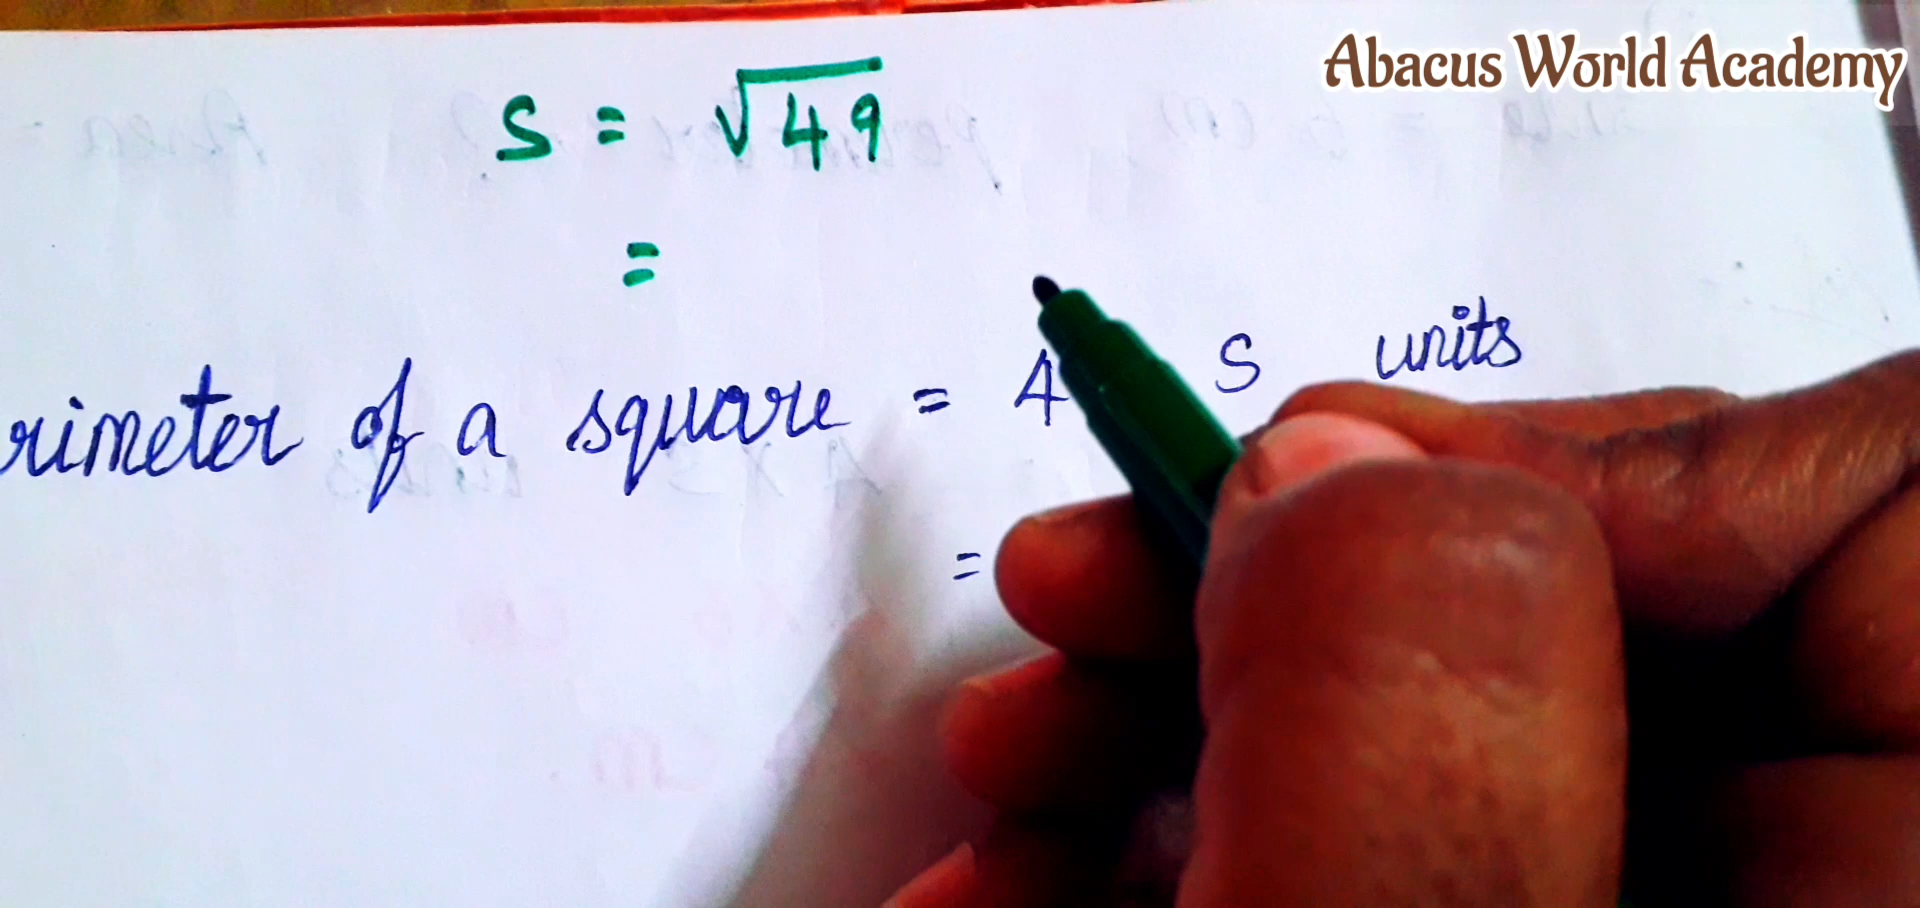 Abacus World Academy
S = √49
=
rimeter of a square = 4 S units
=